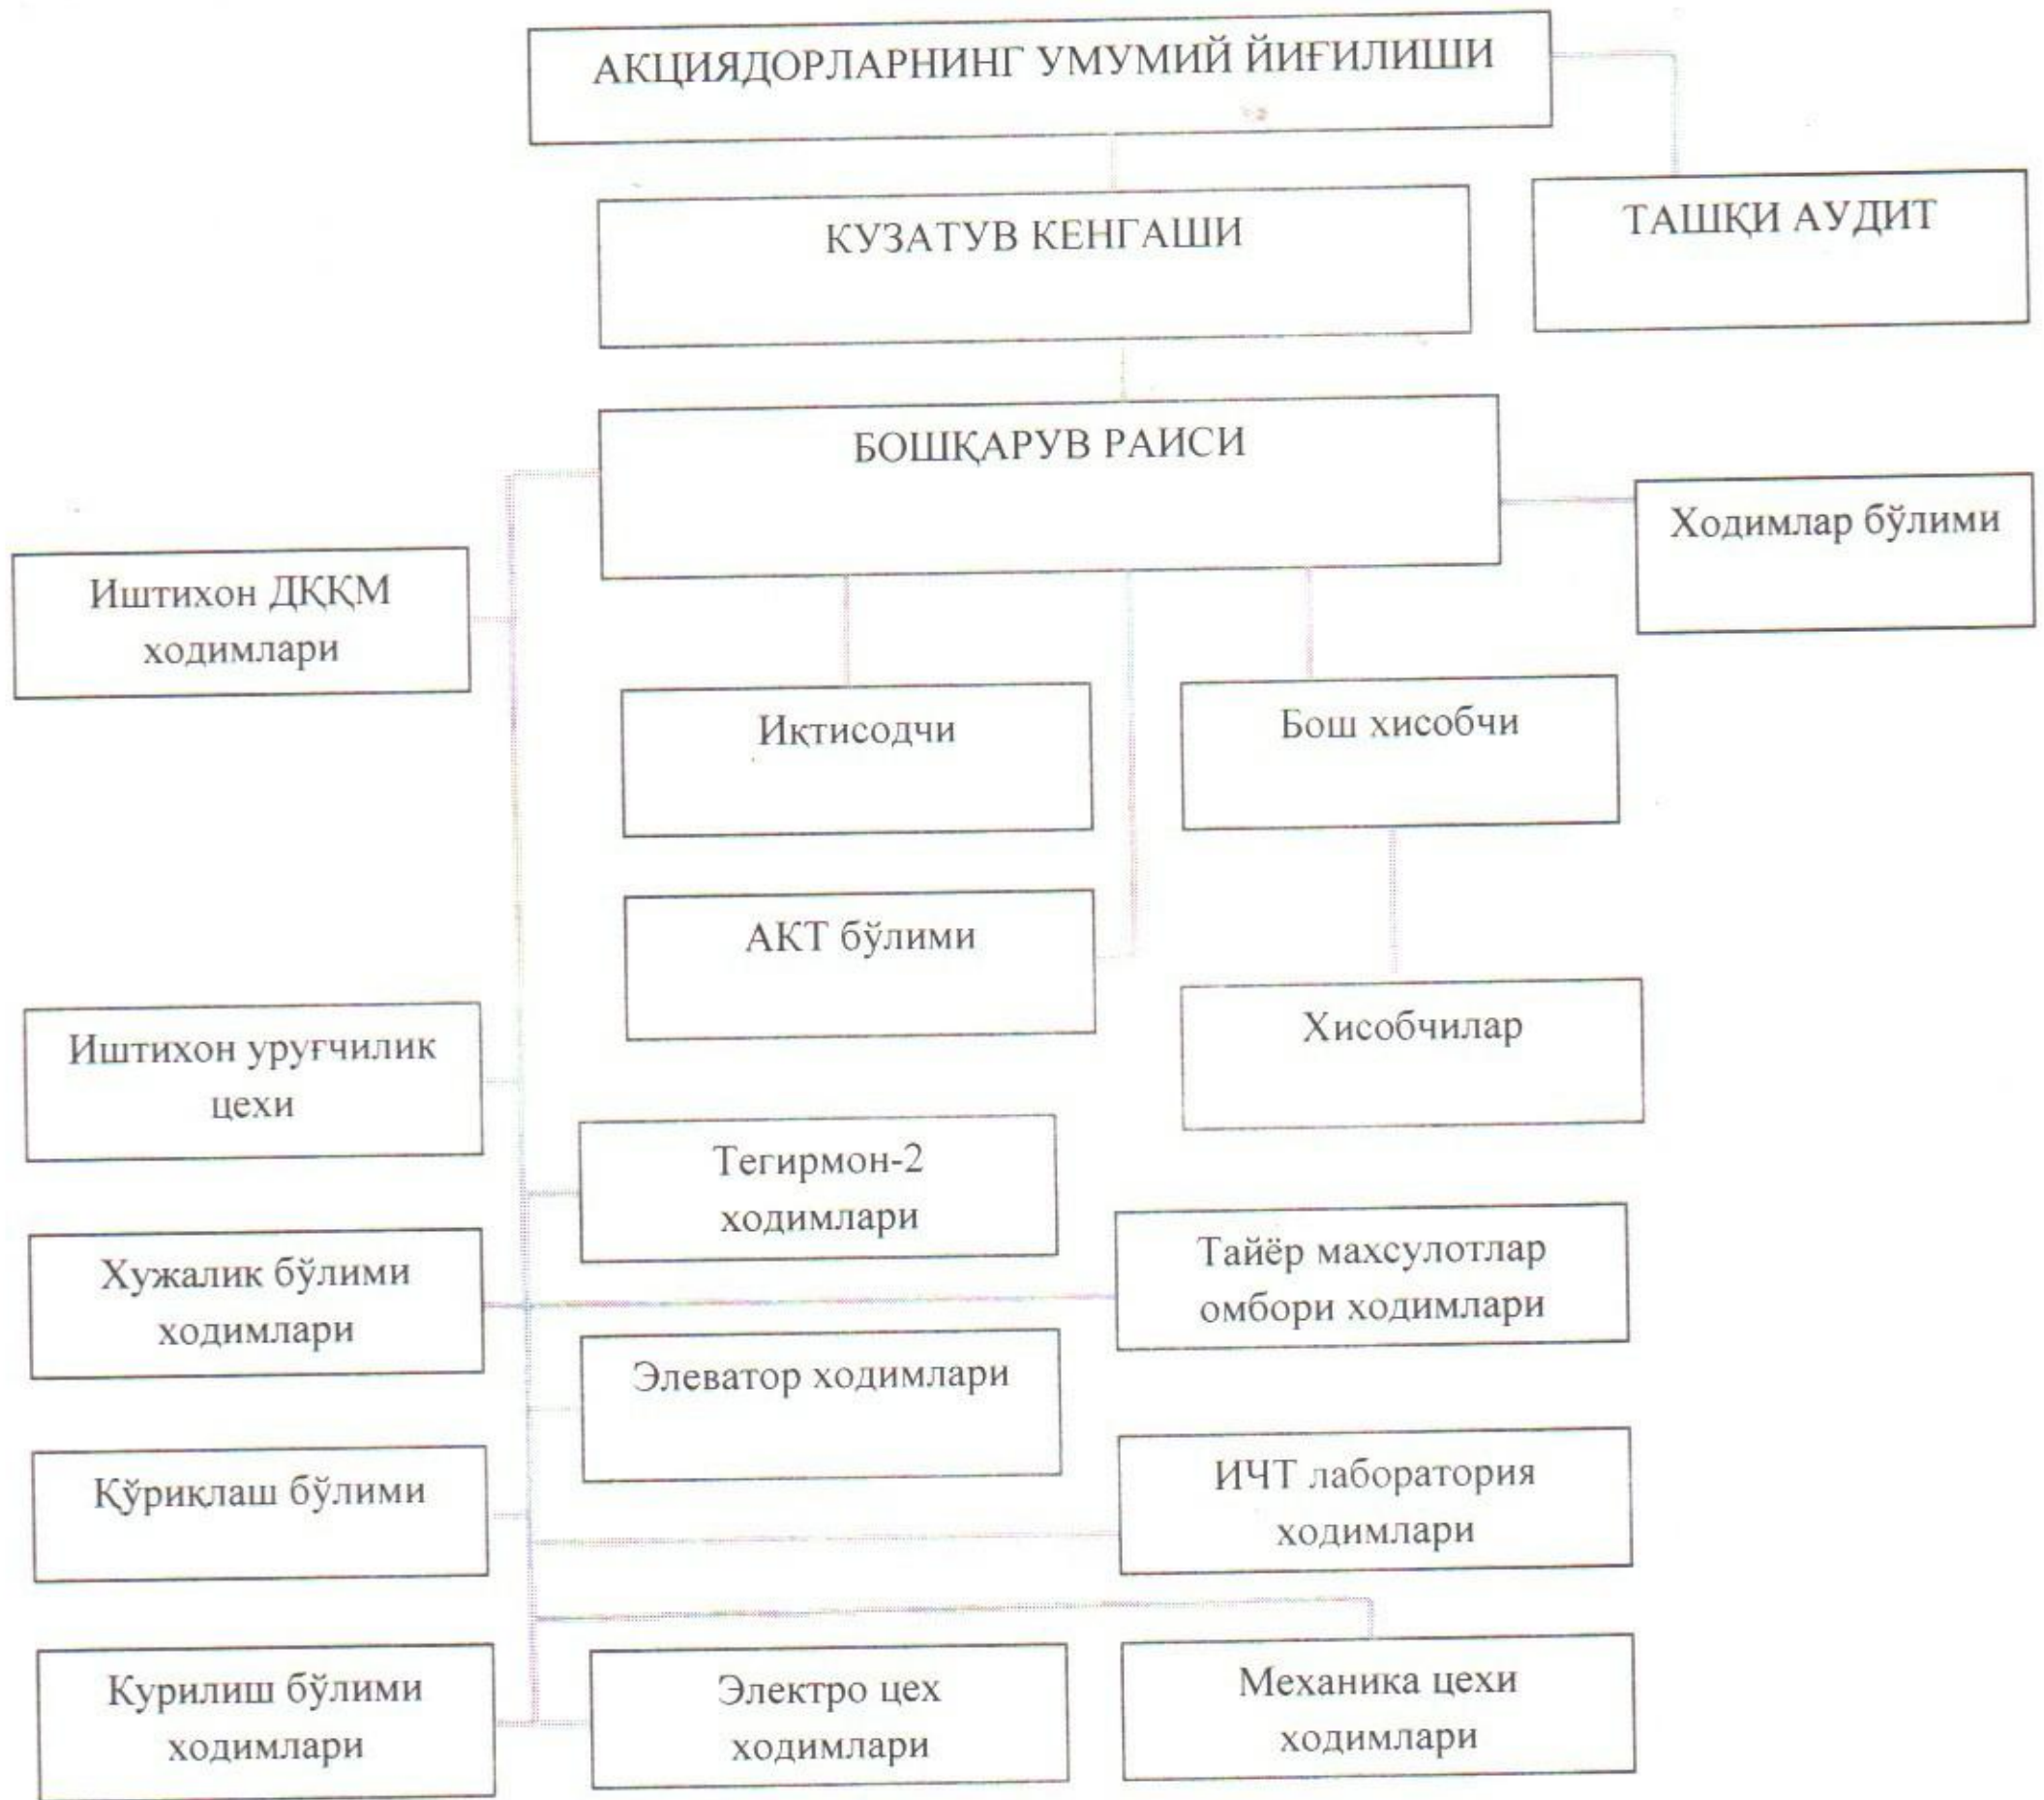 АКЦИЯДОРЛАРНИНГ УМУМИЙ ЙИҒИЛИШИ
КУЗАТУВ КЕНГАШИ
ТАШҚИ АУДИТ
БОШҚАРУВ РАИСИ
Ходимлар бўлими
Иштихон ДҚҚМ
ходимлари
Иқтисодчи
Бош хисобчи
АКТ бўлими
Хисобчилар
Иштихон уруғчилик
цехи
Тегирмон-2
ходимлари
Хужалик бўлими
ходимлари
Тайёр махсулотлар
омбори ходимлари
Элеватор ходимлари
Қўриқлаш бўлими
ИЧТ лаборатория
ходимлари
Курилиш бўлими
ходимлари
Электро цех
ходимлари
Механика цехи
ходимлари